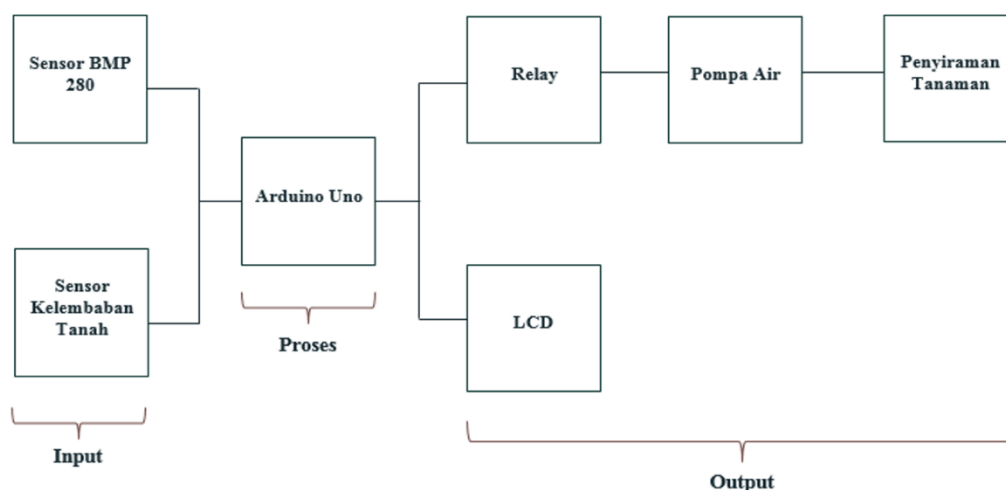 Sensor BMP
280
Relay
Pompa Air
Penyiraman
Tanaman
Arduino Uno
Sensor
Kelembaban
Tanah
LCD
Proses
Input
Output